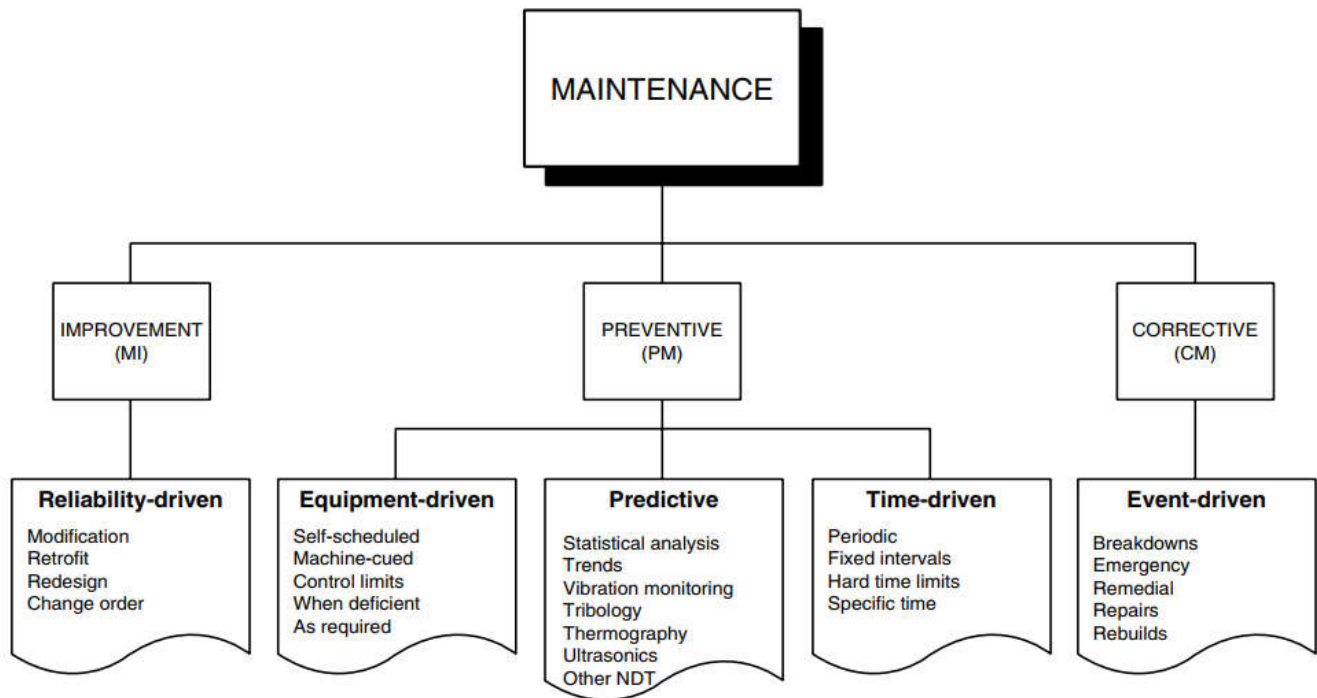 MAINTENANCE
IMPROVEMENT
(MI)
PREVENTIVE
(PM)
CORRECTIVE
(CM)
Reliability-driven
Modification
Retrofit
Redesign
Change order
Equipment-driven
Self-scheduled
Machine-cued
Control limits
When deficient
As required
Predictive
Statistical analysis
Trends
Vibration monitoring
Tribology
Thermography
Ultrasonics
Other NDT
Time-driven
Periodic
Fixed intervals
Hard time limits
Specific time
Event-driven
Breakdowns
Emergency
Remedial
Repairs
Rebuilds